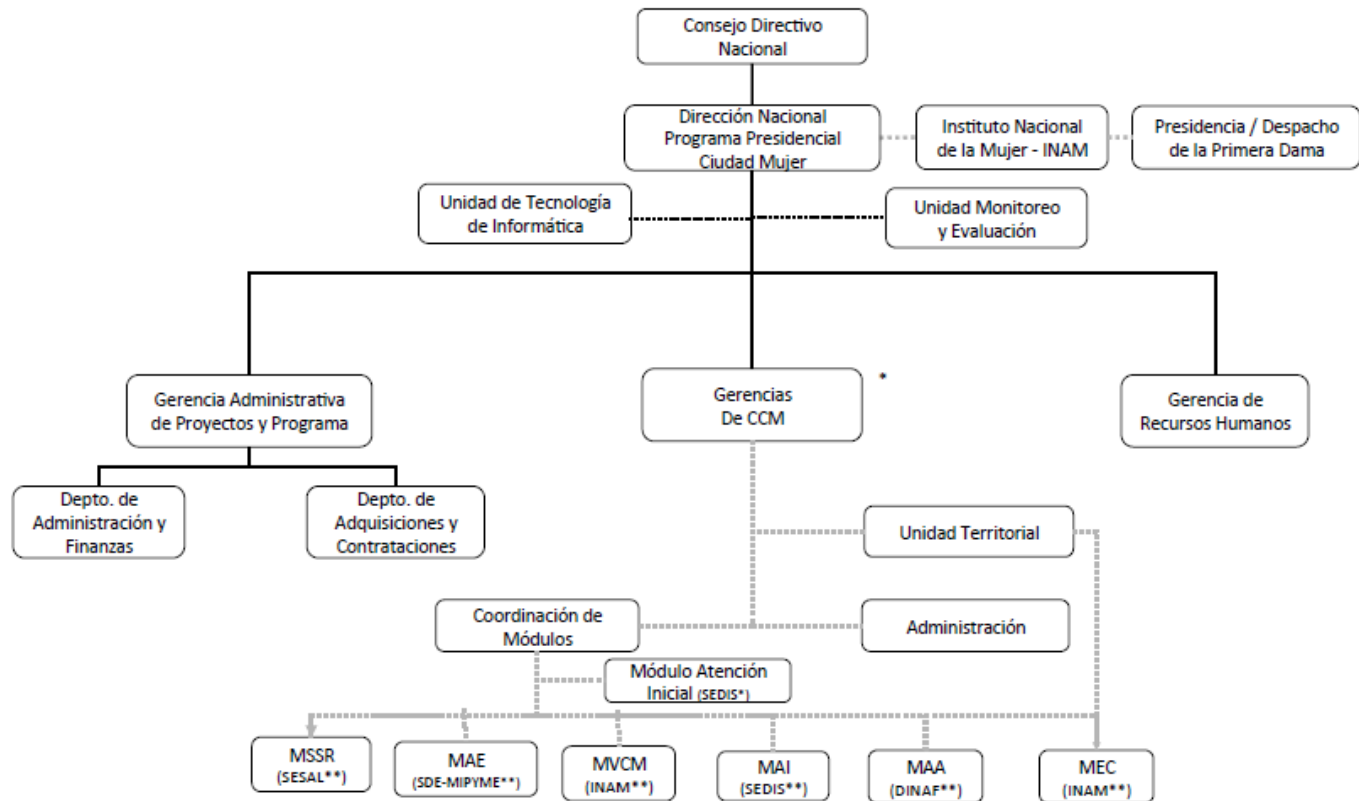 Consejo Directivo
Nacional
Dirección Nacional
Programa Presidencial
Ciudad Mujer
Instituto Nacional
de la Mujer - INAM
Presidencia / Despacho
de la Primera Dama
Unidad de Tecnología
de Informática
Unidad Monitoreo
y Evaluación
Gerencia Administrativa
de Proyectos y Programa
Gerencias
De CCM
*
Gerencia de
Recursos Humanos
Depto. de
Administración y
Finanzas
Depto. de
Adquisiciones y
Contrataciones
Unidad Territorial
Coordinación de
Módulos
Administración
Módulo Atención
Inicial (SEDIS*)
MSSR
(SESAL**)
MAE
(SDE-MIPYME**)
MVCM
(INAM**)
MAI
(SEDIS**)
MAA
(DINAF**)
MEC
(INAM**)